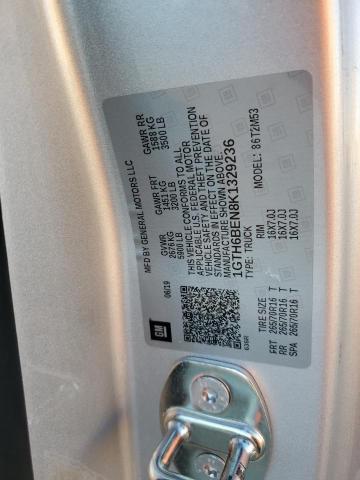 MFD BY GENERAL MOTORS LLC
06/19
GVWR GAWR FRT GAWR RR
2676 KG 1451 KG 1588 KG
5900 LB 3200 LB 3500 LB
THIS VEHICLE CONFORMS TO ALL
APPLICABLE U.S. FEDERAL MOTOR
VEHICLE SAFETY AND THEFT PREVENTION
STANDARDS IN EFFECT ON THE DATE OF
MANUFACTURE SHOWN ABOVE.
1GTH6BEN8K1329236
TYPE: TRUCK MODEL: 86T2M53
TIRE SIZE RIM
FRT 265/70R16 T 16X7.0J
RR 265/70R16 T 16X7.0J
SPA 265/70R16 T 16X7.0J
GM